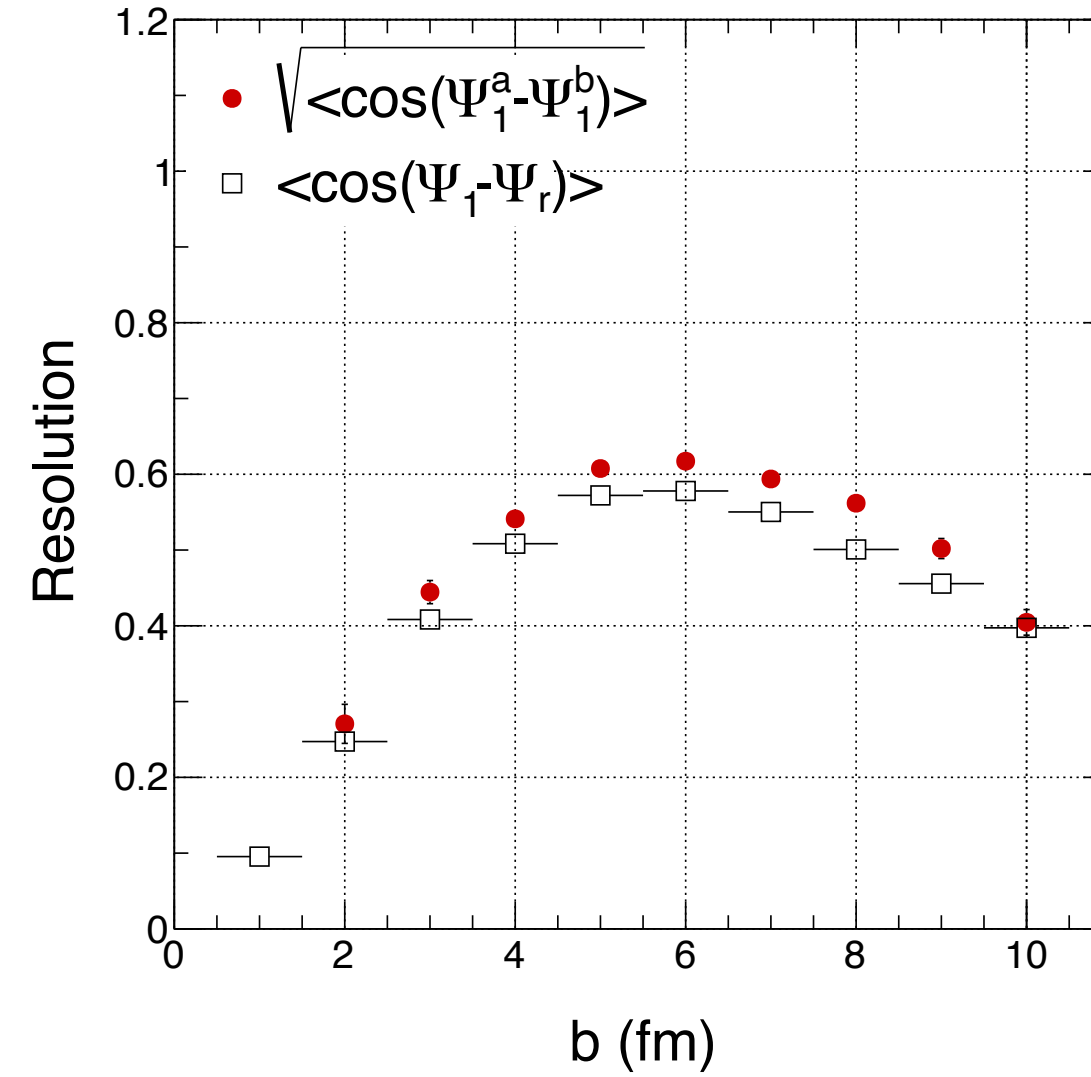 1.2
√<cos(Ψ₁ᵃ-Ψ₁ᵇ)>
1
<cos(Ψ₁-Ψᵣ)>
0.8
Resolution
0.6
0.4
0.2
0
0 2 4 6 8 10
b (fm)